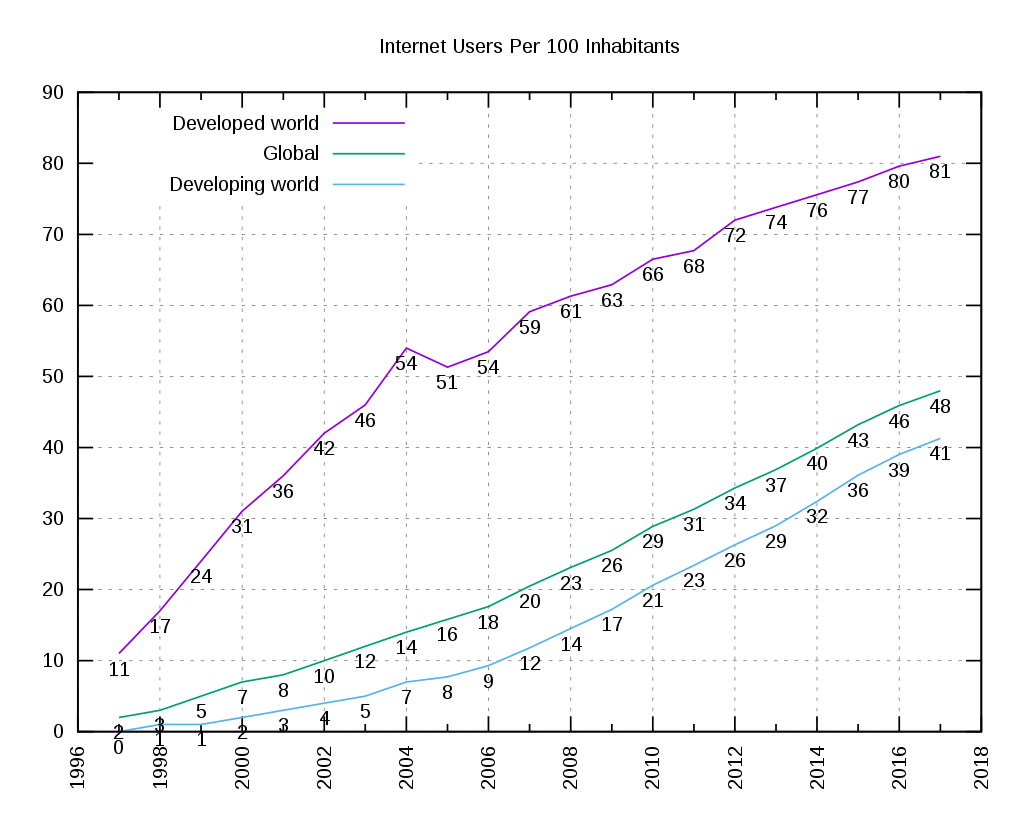 Internet Users Per 100 Inhabitants
90
80
70
60
50
40
30
20
10
0
Developed world
Global
Developing world
11 17 24 31 36 42 46 54 51 54 59 61 63 66 68 72 74 76 77 80 81
2 3 5 7 8 10 12 14 16 18 20 23 26 29 31 34 37 40 43 46 48
0 1 1 2 3 4 5 7 8 9 12 14 17 21 23 26 29 32 36 39 41
1996 1998 2000 2002 2004 2006 2008 2010 2012 2014 2016 2018